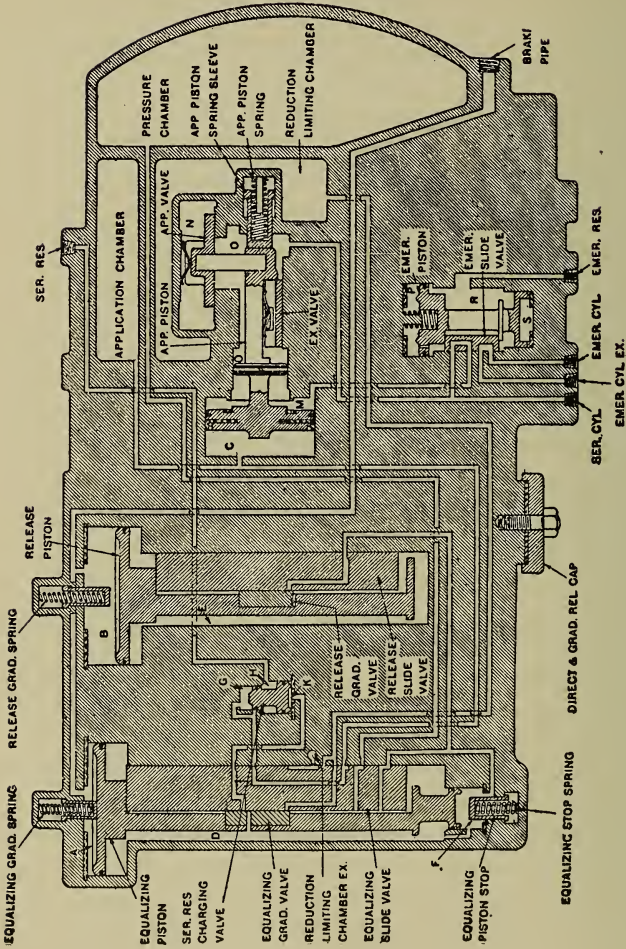 EQUALIZING GRAD. SPRING
RELEASE GRAD. SPRING
RELEASE
PISTON
SER. RES.
APPLICATION CHAMBER
PRESSURE
CHAMBER
APP. PISTON
SPRING SLEEVE
APP. PISTON
SPRING
REDUCTION
LIMITING CHAMBER
BRAKE
PIPE
APP. VALVE
N
O
APP. PISTON
EX. VALVE
O
M
C
EMER.
PISTON
EMER.
SLIDE
VALVE
P
R
S
EMER. RES.
EMER. CYL.
EMER. CYL. EX.
SER. CYL.
A
B
D
E
F
G
H
K
J
EQUALIZING
PISTON
SER. RES
CHARGING
VALVE
EQUALIZING
GRAD. VALVE
REDUCTION
LIMITING
CHAMBER EX.
EQUALIZING
SLIDE VALVE
EQUALIZING
PISTON STOP
EQUALIZING STOP SPRING
RELEASE
GRAD.
VALVE
RELEASE
SLIDE
VALVE
DIRECT & GRAD. REL CAP